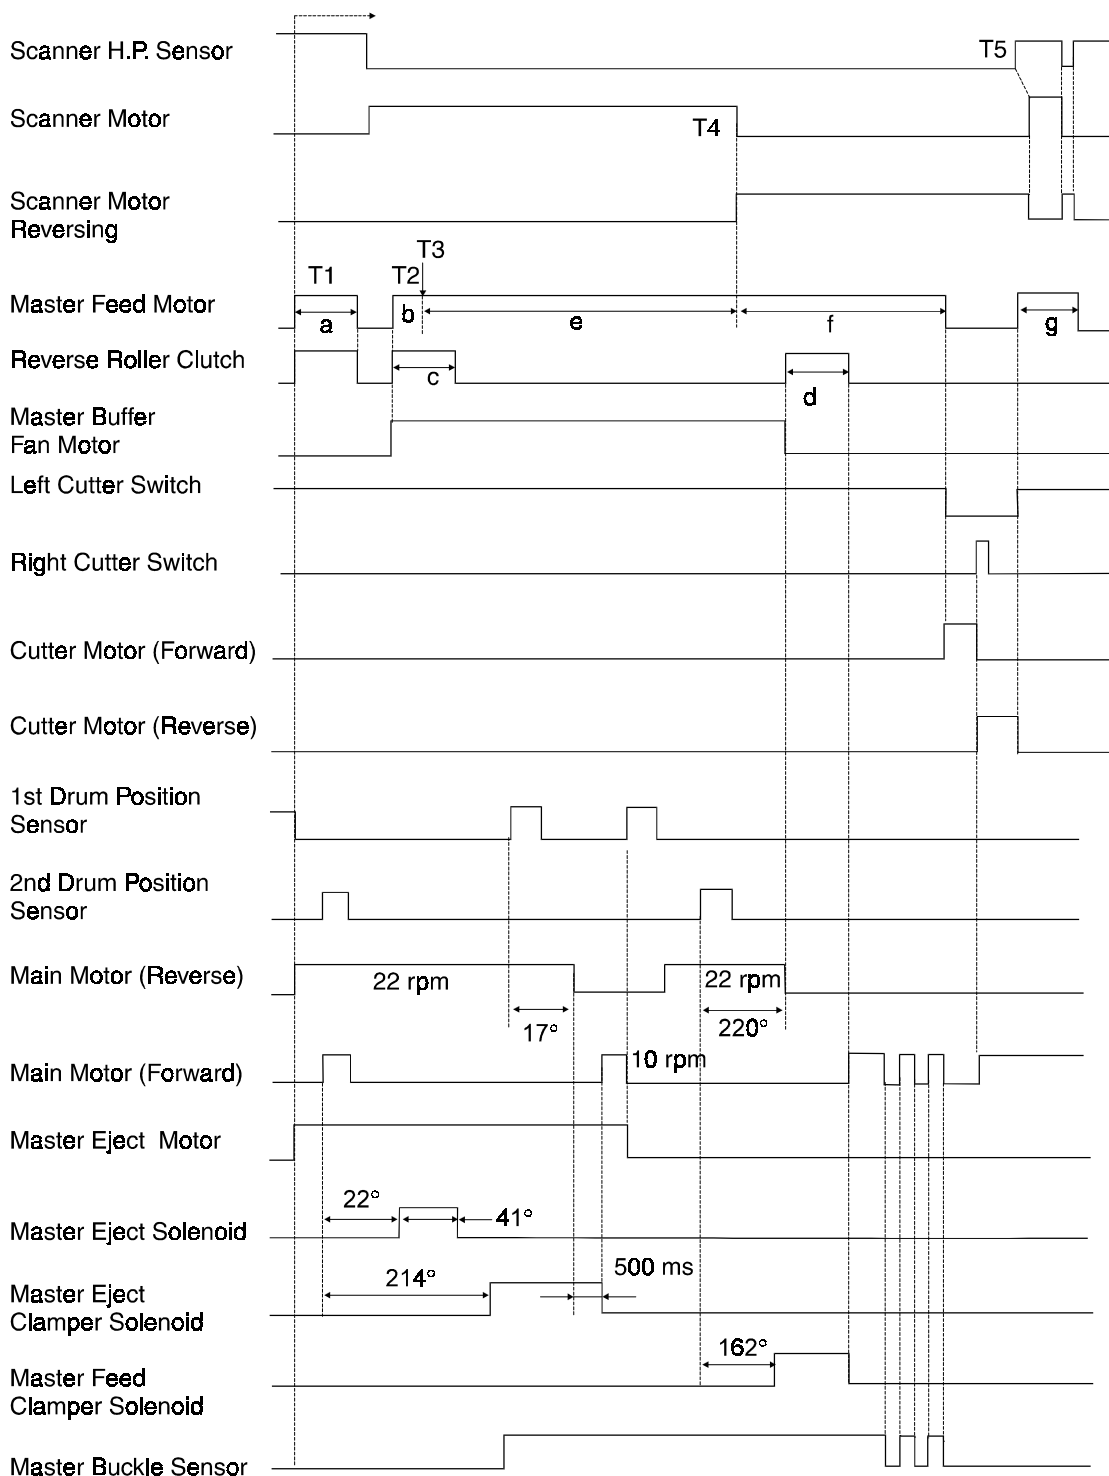 Scanner H.P. Sensor
T5
Scanner Motor
T4
Scanner Motor
Reversing
T3
T1
T2
Master Feed Motor
a
b
e
f
g
Reverse Roller Clutch
c
d
Master Buffer
Fan Motor
Left Cutter Switch
Right Cutter Switch
Cutter Motor (Forward)
Cutter Motor (Reverse)
1st Drum Position
Sensor
2nd Drum Position
Sensor
Main Motor (Reverse)
22 rpm
22 rpm
17°
220°
Main Motor (Forward)
10 rpm
Master Eject Motor
22°
Master Eject Solenoid
41°
500 ms
214°
Master Eject
Clamper Solenoid
162°
Master Feed
Clamper Solenoid
Master Buckle Sensor